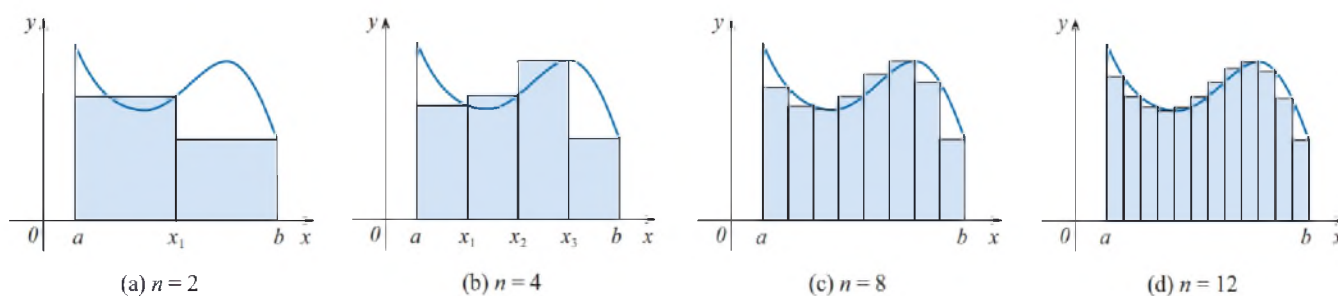 y
0 a x₁ b x
(a) n = 2
y
0 a x₁ x₂ x₃ b x
(b) n = 4
y
0 a b x
(c) n = 8
y
0 a b x
(d) n = 12